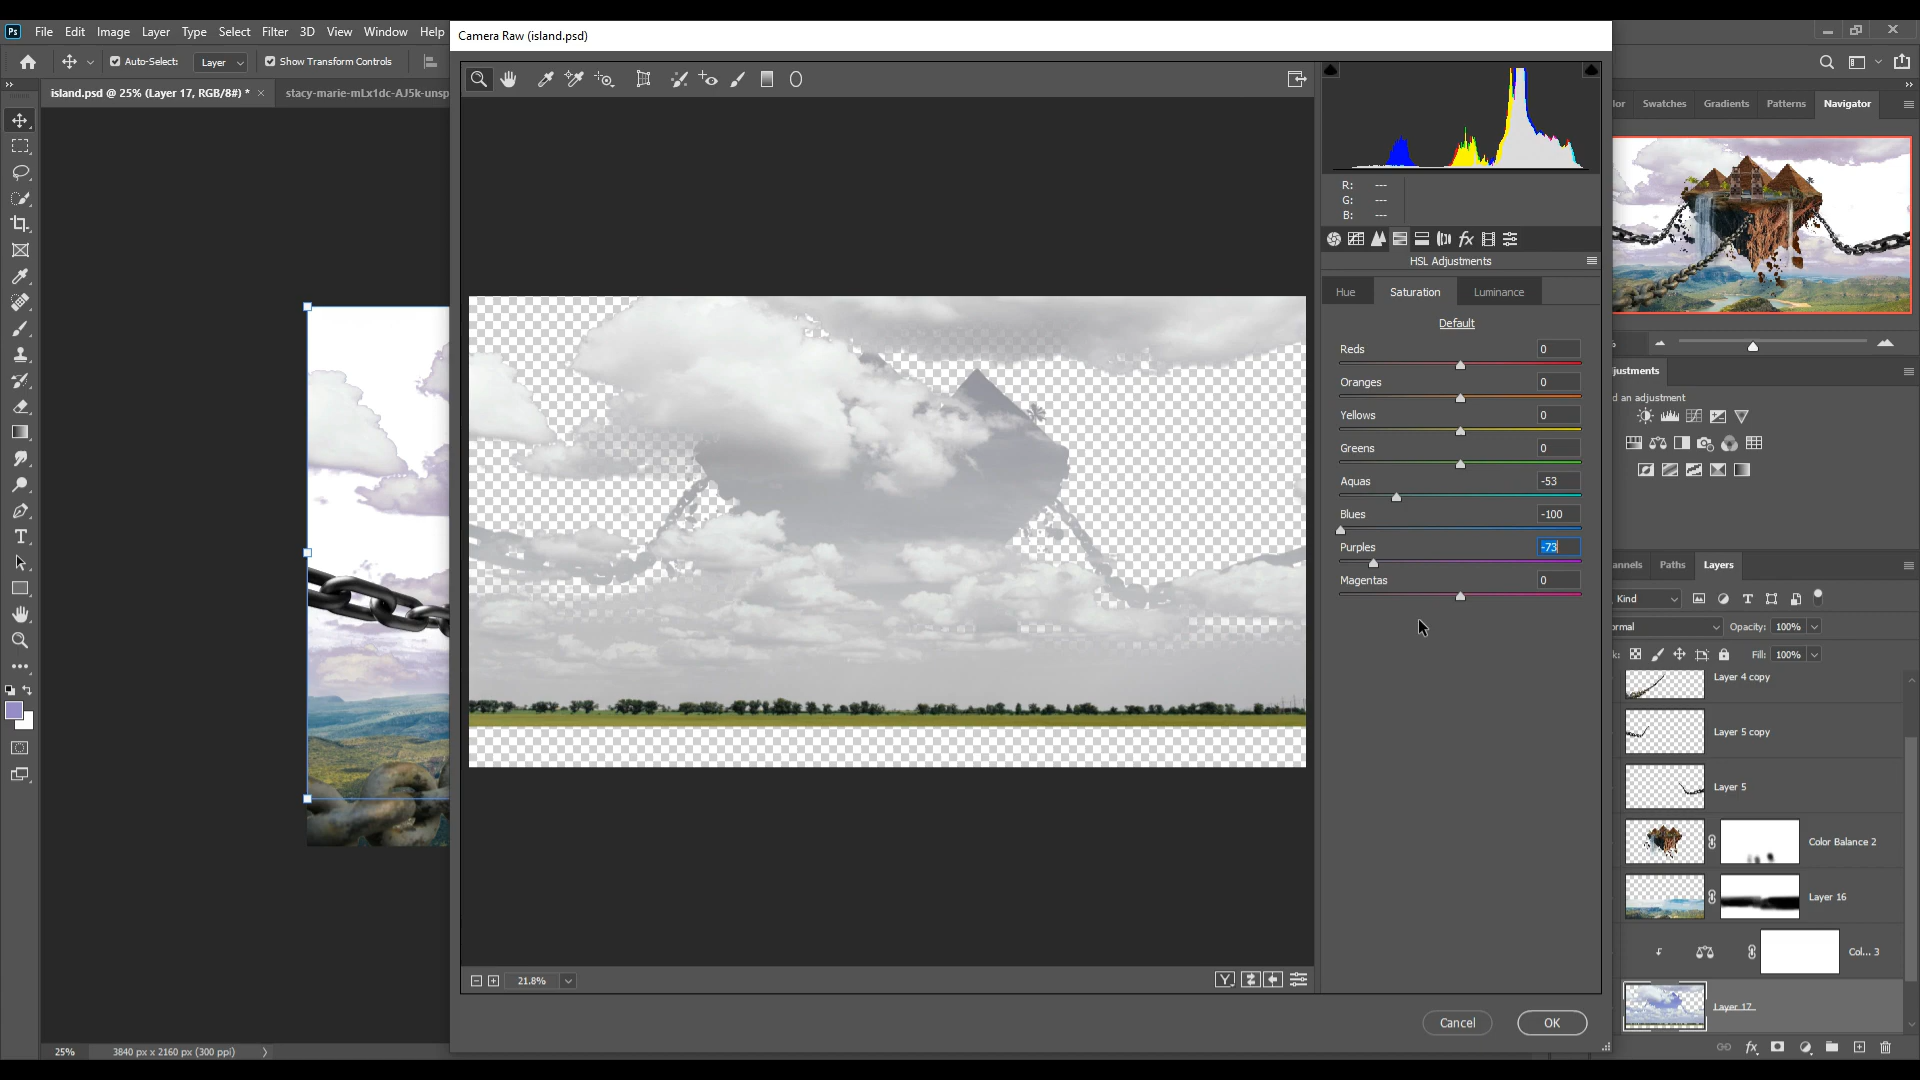 Ps File Edit Image Layer Type Select Filter 3D View Window Help
Camera Raw (island.psd)
Auto-Select: Layer Show Transform Controls
island.psd @ 25% (Layer 17, RGB/8#) * ×
stacy-marie-mLx1dc-AJ5k-unsp
Swatches Gradients Patterns Navigator
R: ---
G: ---
B: ---
HSL Adjustments
Hue Saturation Luminance
Default
Reds 0
Oranges 0
Yellows 0
Greens 0
Aquas -53
Blues -100
Purples -73
Magentas 0
justments
d an adjustment
annels Paths Layers
Kind
ormal Opacity: 100%
Fill: 100%
Layer 4 copy
Layer 5 copy
Layer 5
Color Balance 2
Layer 16
Col... 3
Layer 17
21.8%
Cancel OK
25% 3840 px x 2160 px (300 ppi)